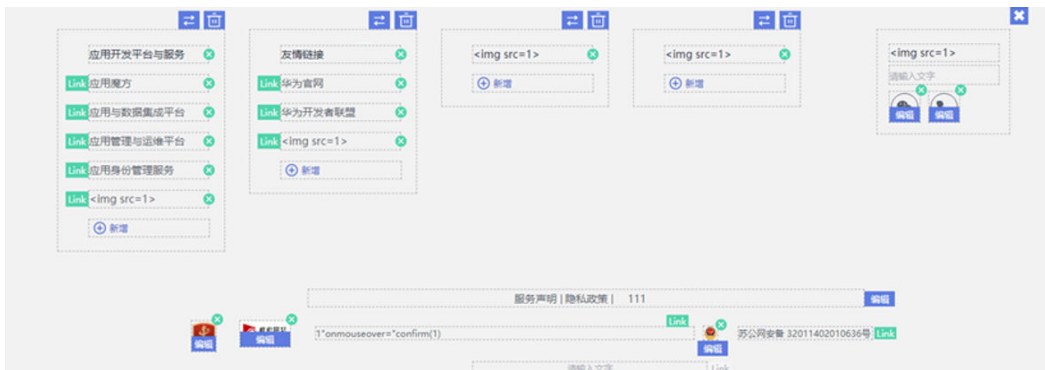 应用开发平台与服务
Link 应用魔方
Link 应用与数据集成平台
Link 应用管理与运维平台
Link 应用身份管理服务
Link <img src=1>
新增
友情链接
Link 华为官网
Link 华为开发者联盟
Link <img src=1>
新增
<img src=1>
新增
<img src=1>
新增
<img src=1>
请输入文字
编辑 编辑
服务声明 | 隐私政策 | 111 编辑
编辑 编辑 1"onmouseover="confirm(1) Link 编辑 苏公网安备 32011402010636号 Link
请输入文字 Link